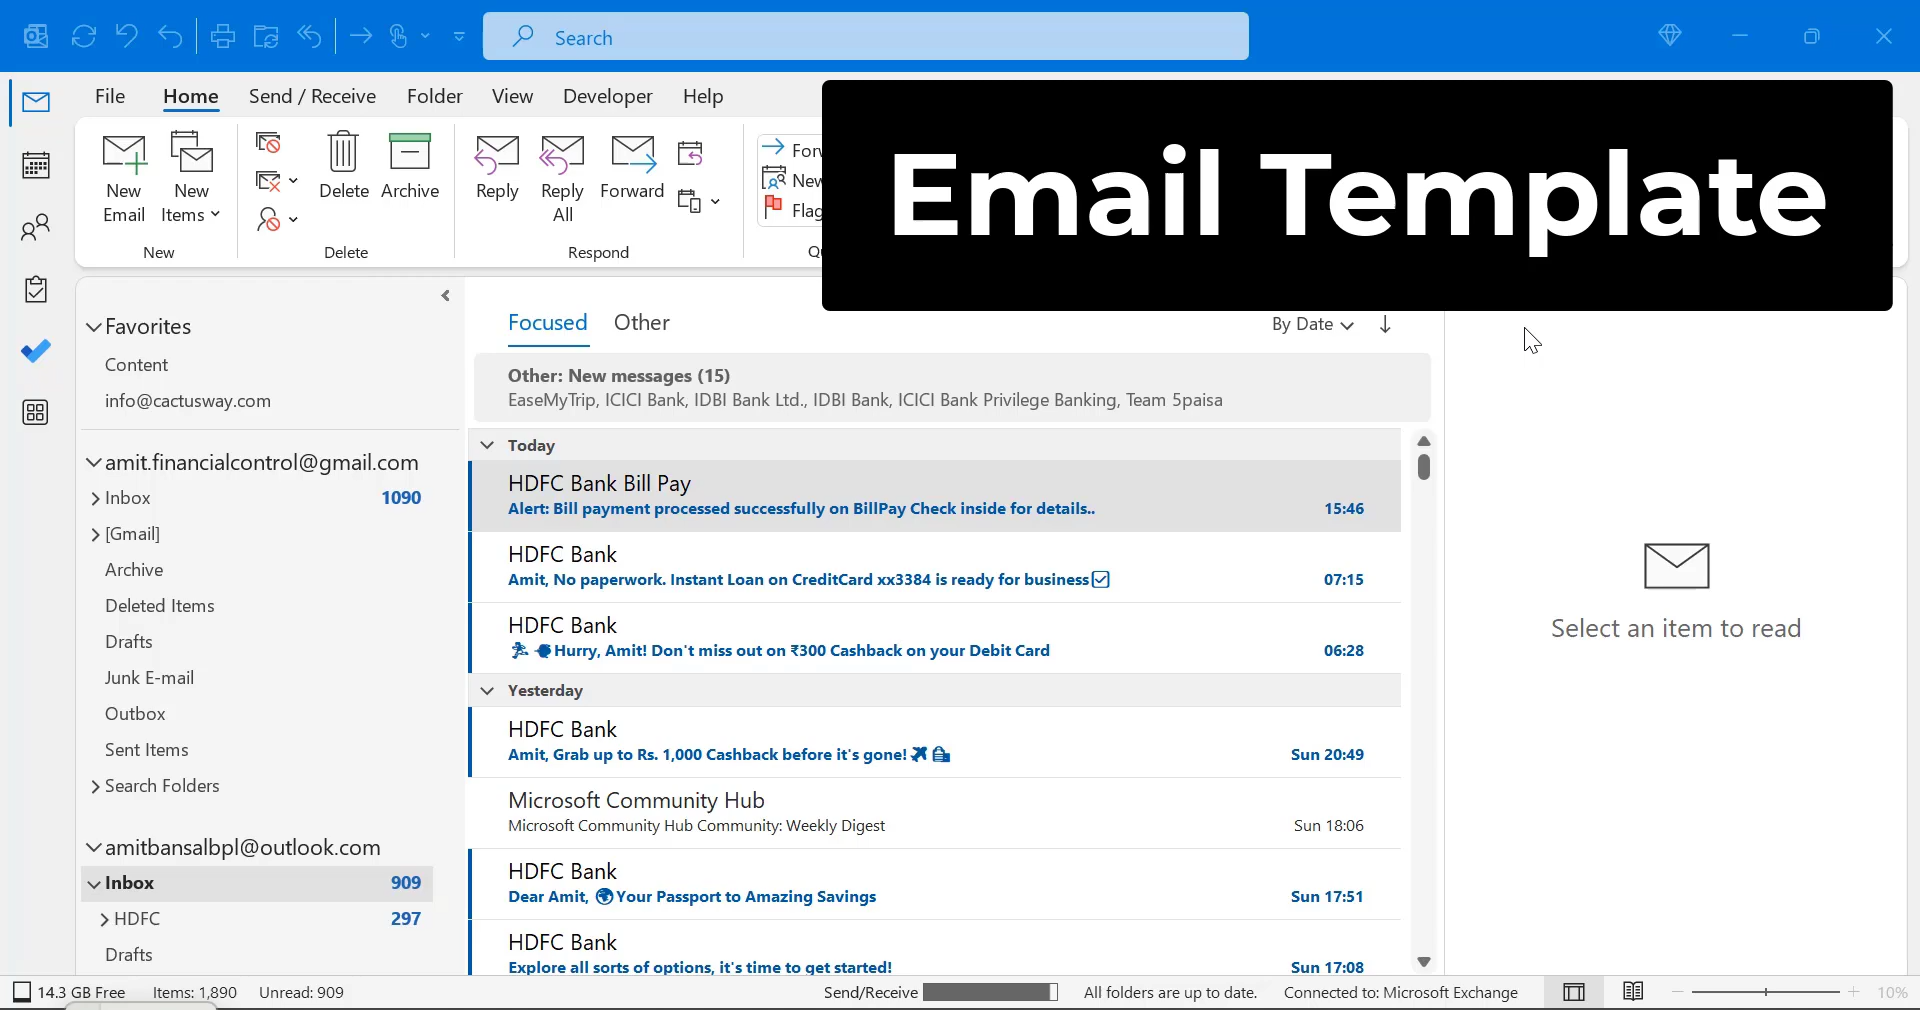 Search
File Home Send / Receive Folder View Developer Help
Email Template
New Email
New Items
Delete
Archive
Reply
Reply All
Forward
New
Delete
Respond
Favorites
Content
info@cactusway.com
amit.financialcontrol@gmail.com
Inbox 1090
[Gmail]
Archive
Deleted Items
Drafts
Junk E-mail
Outbox
Sent Items
Search Folders
amitbansalbpl@outlook.com
Inbox 909
HDFC 297
Drafts
Focused Other By Date
Other: New messages (15)
EaseMyTrip, ICICI Bank, IDBI Bank Ltd., IDBI Bank, ICICI Bank Privilege Banking, Team 5paisa
Today
HDFC Bank Bill Pay
Alert: Bill payment processed successfully on BillPay Check inside for details.. 15:46
HDFC Bank
Amit, No paperwork. Instant Loan on CreditCard xx3384 is ready for business 07:15
HDFC Bank
Hurry, Amit! Don't miss out on ₹300 Cashback on your Debit Card 06:28
Yesterday
HDFC Bank
Amit, Grab up to Rs. 1,000 Cashback before it's gone! Sun 20:49
Microsoft Community Hub
Microsoft Community Hub Community: Weekly Digest Sun 18:06
HDFC Bank
Dear Amit, Your Passport to Amazing Savings Sun 17:51
HDFC Bank
Explore all sorts of options, it's time to get started! Sun 17:08
Select an item to read
14.3 GB Free Items: 1,890 Unread: 909 Send/Receive All folders are up to date. Connected to: Microsoft Exchange 10%